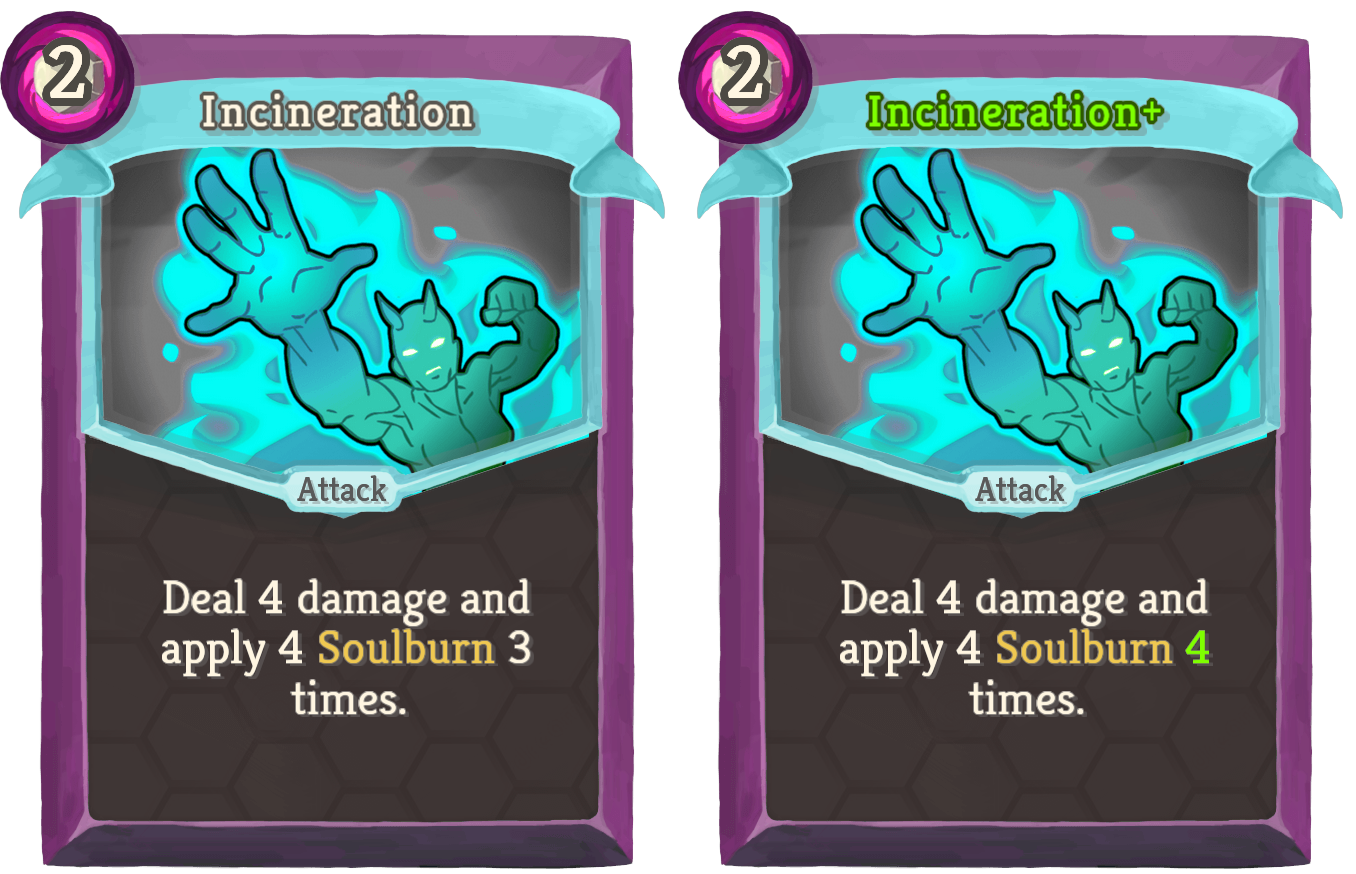 2
Incineration
Attack
Deal 4 damage and
apply 4 Soulburn 3
times.
2
Incineration+
Attack
Deal 4 damage and
apply 4 Soulburn 4
times.